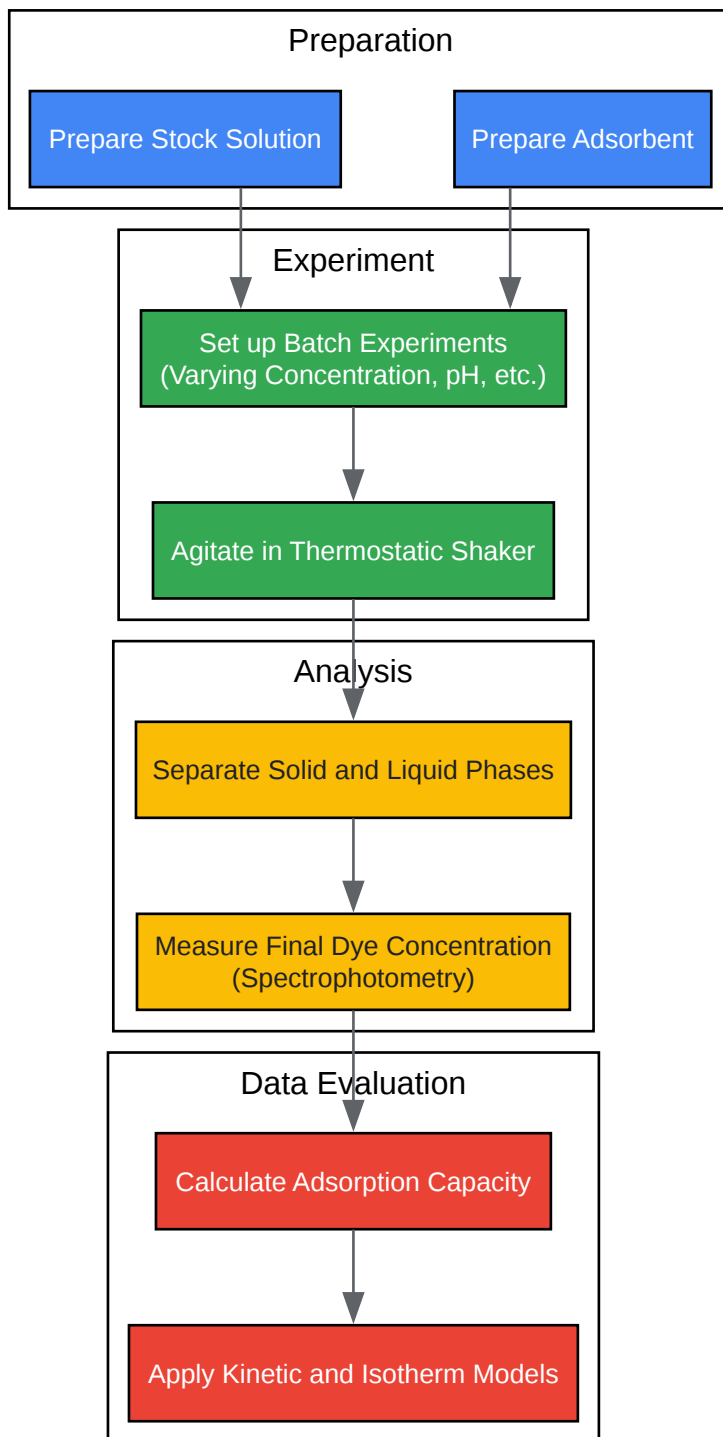 Preparation
Prepare Stock Solution
Prepare Adsorbent
Experiment
Set up Batch Experiments
(Varying Concentration, pH, etc.)
Agitate in Thermostatic Shaker
Analysis
Separate Solid and Liquid Phases
Measure Final Dye Concentration
(Spectrophotometry)
Data Evaluation
Calculate Adsorption Capacity
Apply Kinetic and Isotherm Models